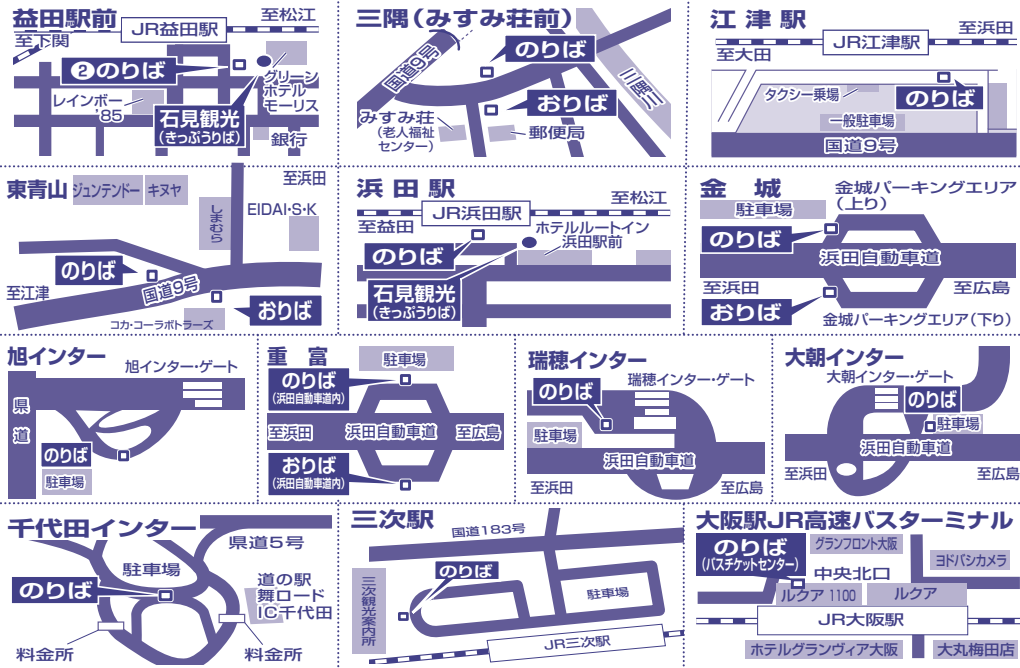 益田駅前
至松江
JR益田駅
至下関
②のりば
グリーン
ホテル
モーリス
レインボー
'85
石見観光
(きっぷうりば)
銀行
三隅(みすみ荘前)
国道9号
のりば
三隅川
おりば
みすみ荘
(老人福祉
センター)
郵便局
江津駅
至浜田
JR江津駅
至大田
タクシー乗場
のりば
一般駐車場
国道9号
東青山
ジュンテンドー
キヌヤ
至浜田
しまむら
EIDAI・S・K
のりば
国道9号
至江津
おりば
コカ・コーラボトラーズ
浜田駅
至松江
JR浜田駅
至益田
ホテルルートイン
浜田駅前
のりば
石見観光
(きっぷうりば)
金城
金城パーキングエリア
(上り)
駐車場
のりば
浜田自動車道
至浜田
至広島
おりば
金城パーキングエリア(下り)
旭インター
旭インター・ゲート
県道
のりば
駐車場
重富
駐車場
のりば
(浜田自動車道内)
至浜田
浜田自動車道
至広島
おりば
(浜田自動車道内)
瑞穂インター
瑞穂インター・ゲート
のりば
駐車場
浜田自動車道
至浜田
至広島
大朝インター
大朝インター・ゲート
のりば
駐車場
浜田自動車道
至浜田
至広島
千代田インター
県道5号
駐車場
のりば
道の駅
舞ロード
IC千代田
料金所
料金所
三次駅
国道183号
のりば
三次観光案内所
駐車場
JR三次駅
大阪駅JR高速バスターミナル
のりば
(バスチケットセンター)
グランフロント大阪
ヨドバシカメラ
中央北口
ルクア 1100
ルクア
JR大阪駅
ホテルグランヴィア大阪
大丸梅田店